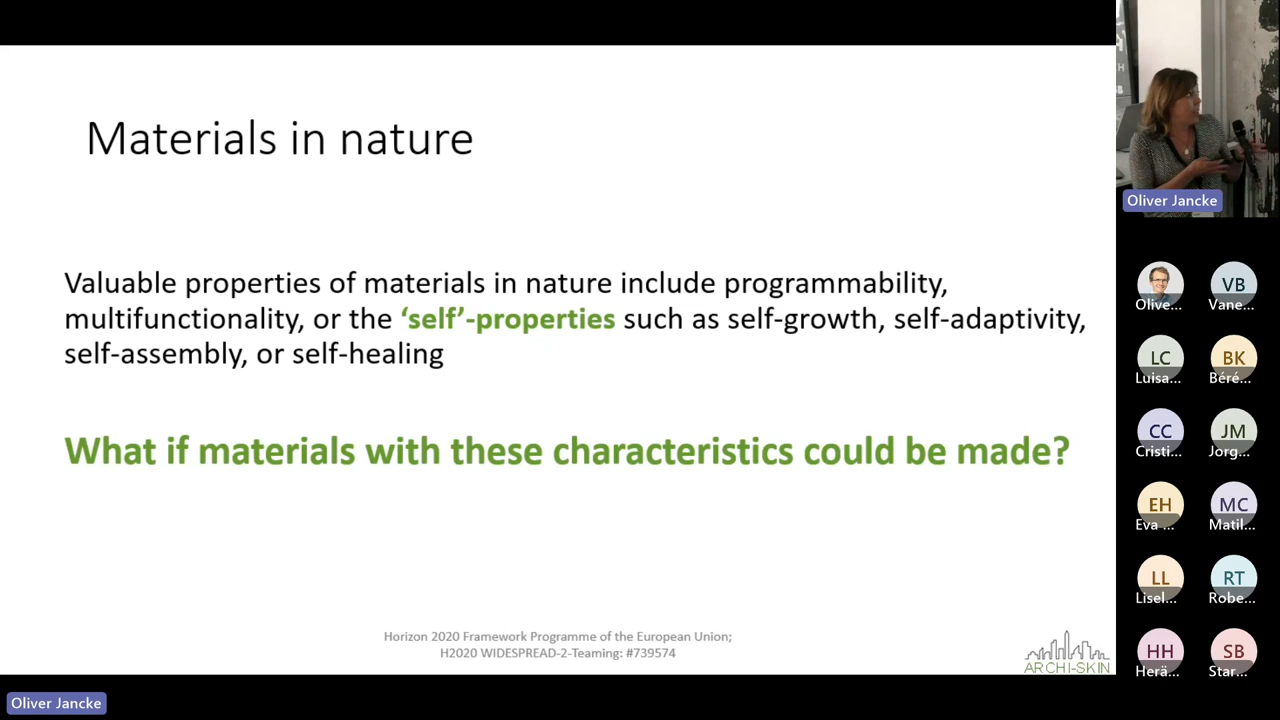 Materials in nature
Valuable properties of materials in nature include programmability,
multifunctionality, or the ‘self’-properties such as self-growth, self-adaptivity,
self-assembly, or self-healing
What if materials with these characteristics could be made?
Horizon 2020 Framework Programme of the European Union;
H2020 WIDESPREAD-2-Teaming: #739574
ARCHI-SKIN
Oliver Jancke
Oliver Jancke
Olive...
VB
Vane...
LC
Luisa...
BK
Béré...
CC
Cristi...
JM
Jorg...
EH
Eva ...
MC
Matil...
LL
Lisel...
RT
Robe...
HH
Herä...
SB
Star...